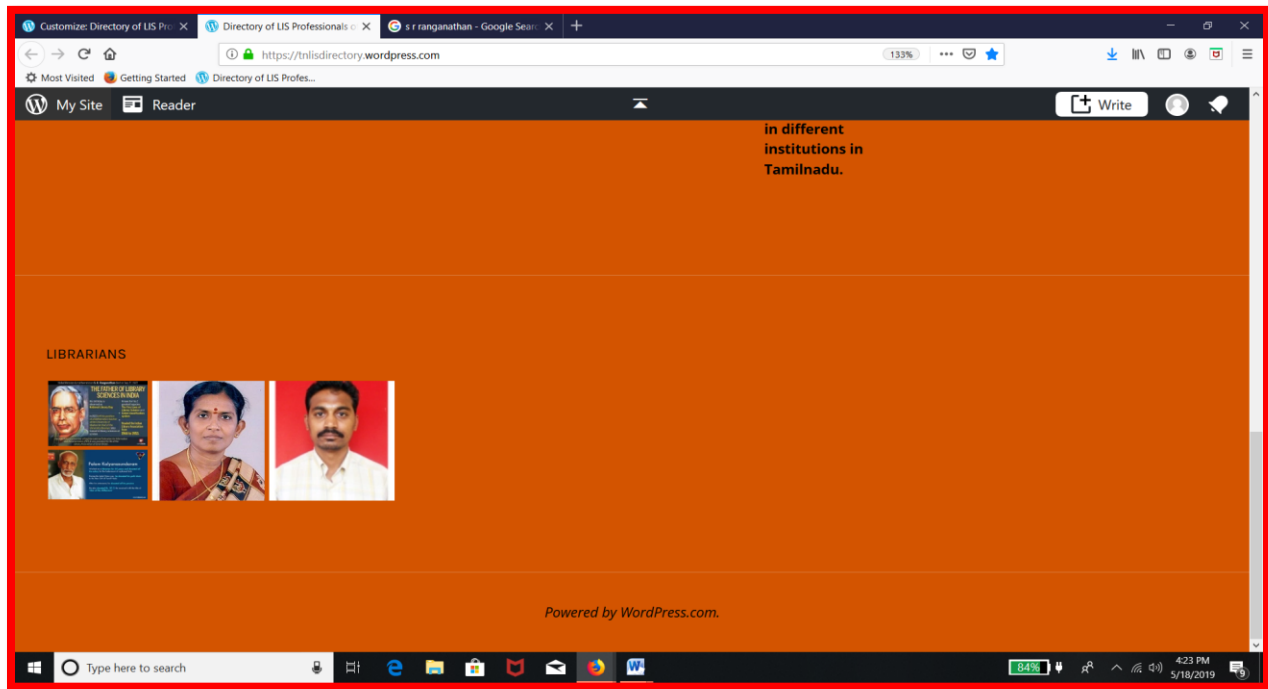 Customize: Directory of LIS Pro
Directory of LIS Professionals o
s r ranganathan - Google Searc
https://tnlisdirectory.wordpress.com
133%
Most Visited
Getting Started
Directory of LIS Profes...
My Site
Reader
Write
in different
institutions in
Tamilnadu.
LIBRARIANS
THE FATHER OF LIBRARY
SCIENCES IN INDIA
Powered by WordPress.com.
Type here to search
84%
4:23 PM
5/18/2019
9